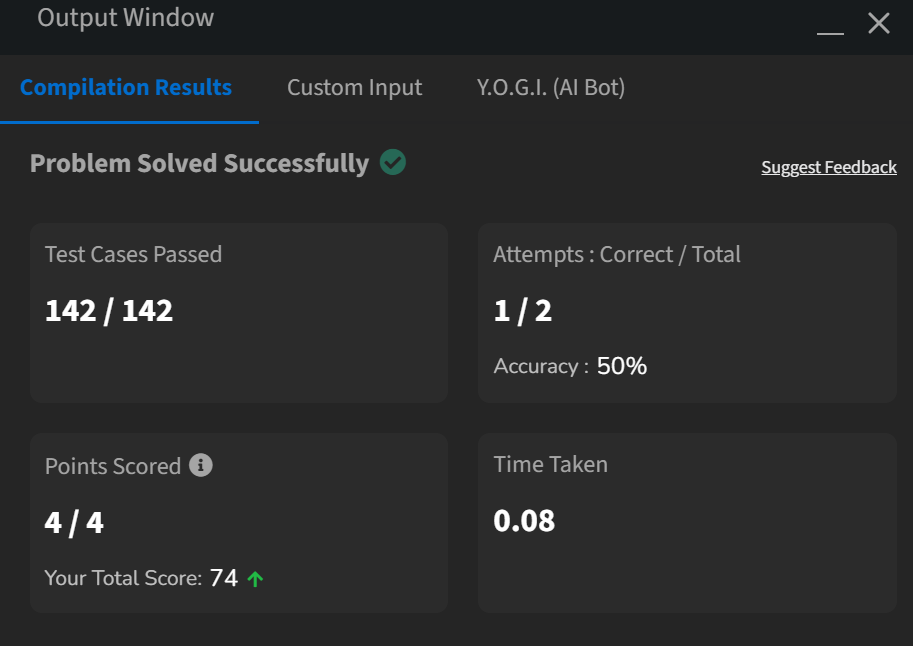 Output Window
Compilation Results
Custom Input
Y.O.G.I. (AI Bot)
Problem Solved Successfully
Suggest Feedback
Test Cases Passed
142 / 142
Attempts : Correct / Total
1 / 2
Accuracy : 50%
Points Scored
4 / 4
Your Total Score: 74
Time Taken
0.08